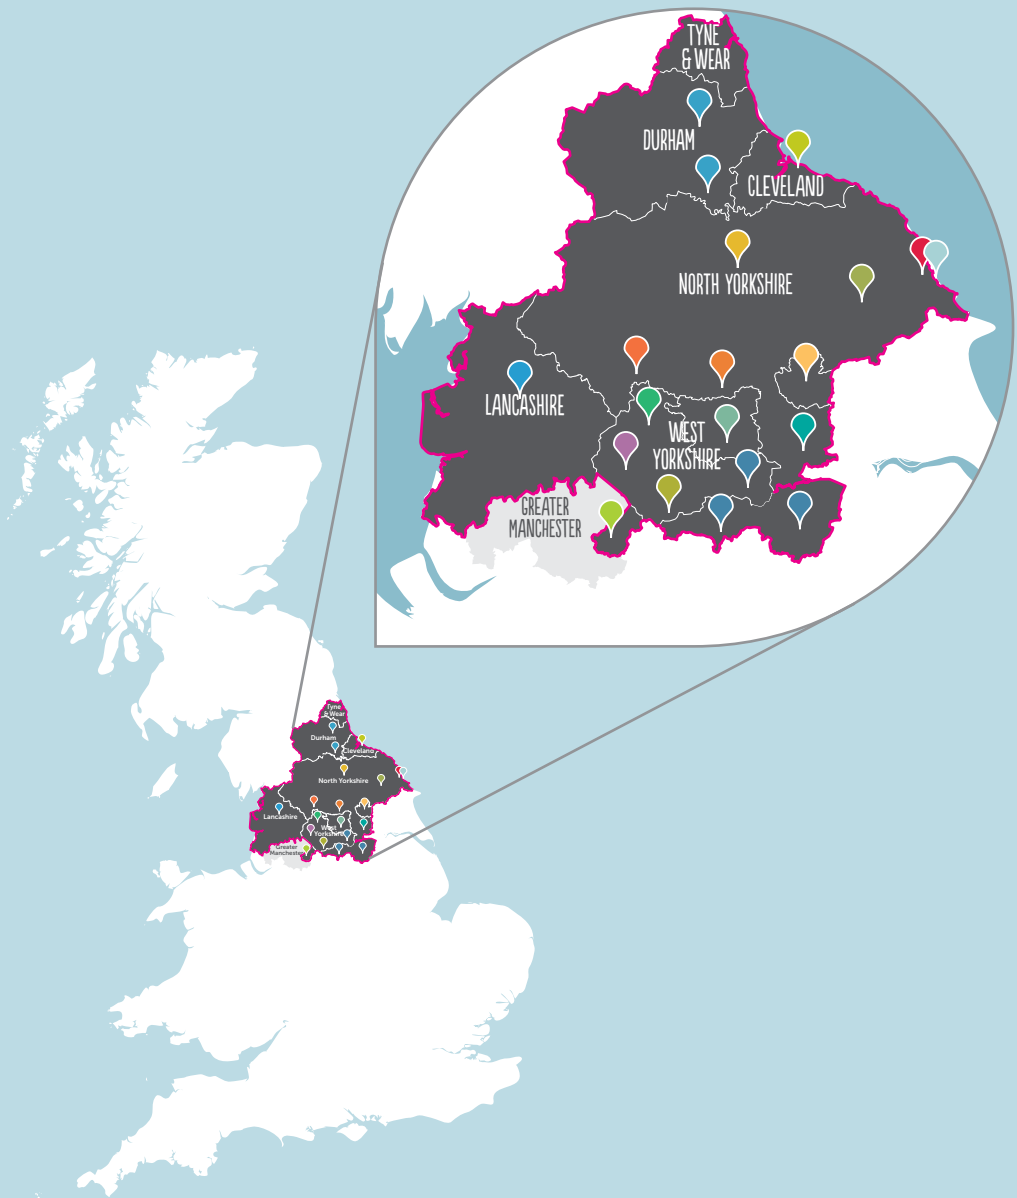 TYNE
& WEAR
DURHAM
CLEVELAND
NORTH YORKSHIRE
LANCASHIRE
WEST
YORKSHIRE
GREATER
MANCHESTER
Tyne
& Wear
Durham
Cleveland
North Yorkshire
Lancashire
West
Yorkshire
Greater
Manchester